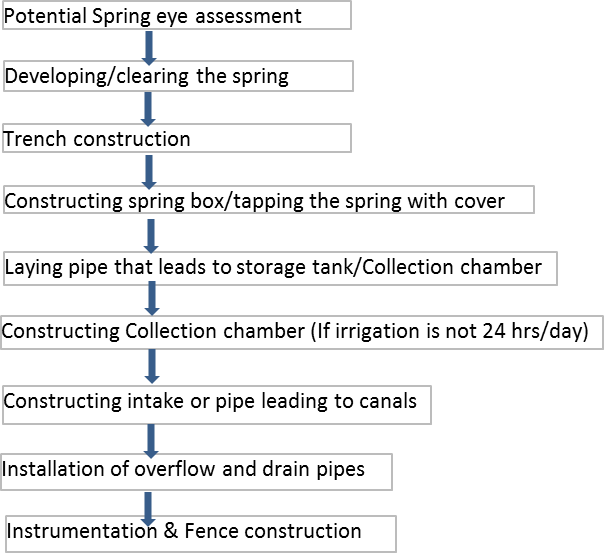 Potential Spring eye assessment
Developing/clearing the spring
Trench construction
Constructing spring box/tapping the spring with cover
Laying pipe that leads to storage tank/Collection chamber
Constructing Collection chamber (If irrigation is not 24 hrs/day)
Constructing intake or pipe leading to canals
Installation of overflow and drain pipes
Instrumentation & Fence construction